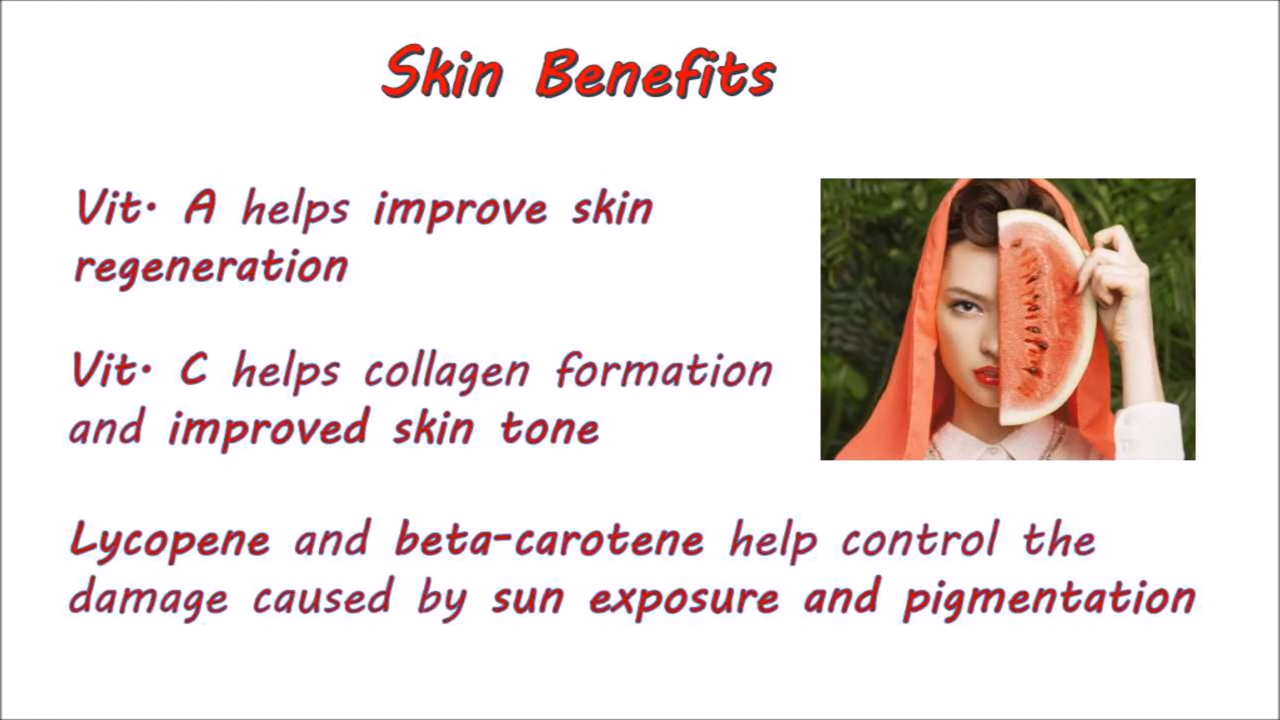 Skin Benefits
Vit. A helps improve skin
regeneration
Vit. C helps collagen formation
and improved skin tone
Lycopene and beta-carotene help control the
damage caused by sun exposure and pigmentation